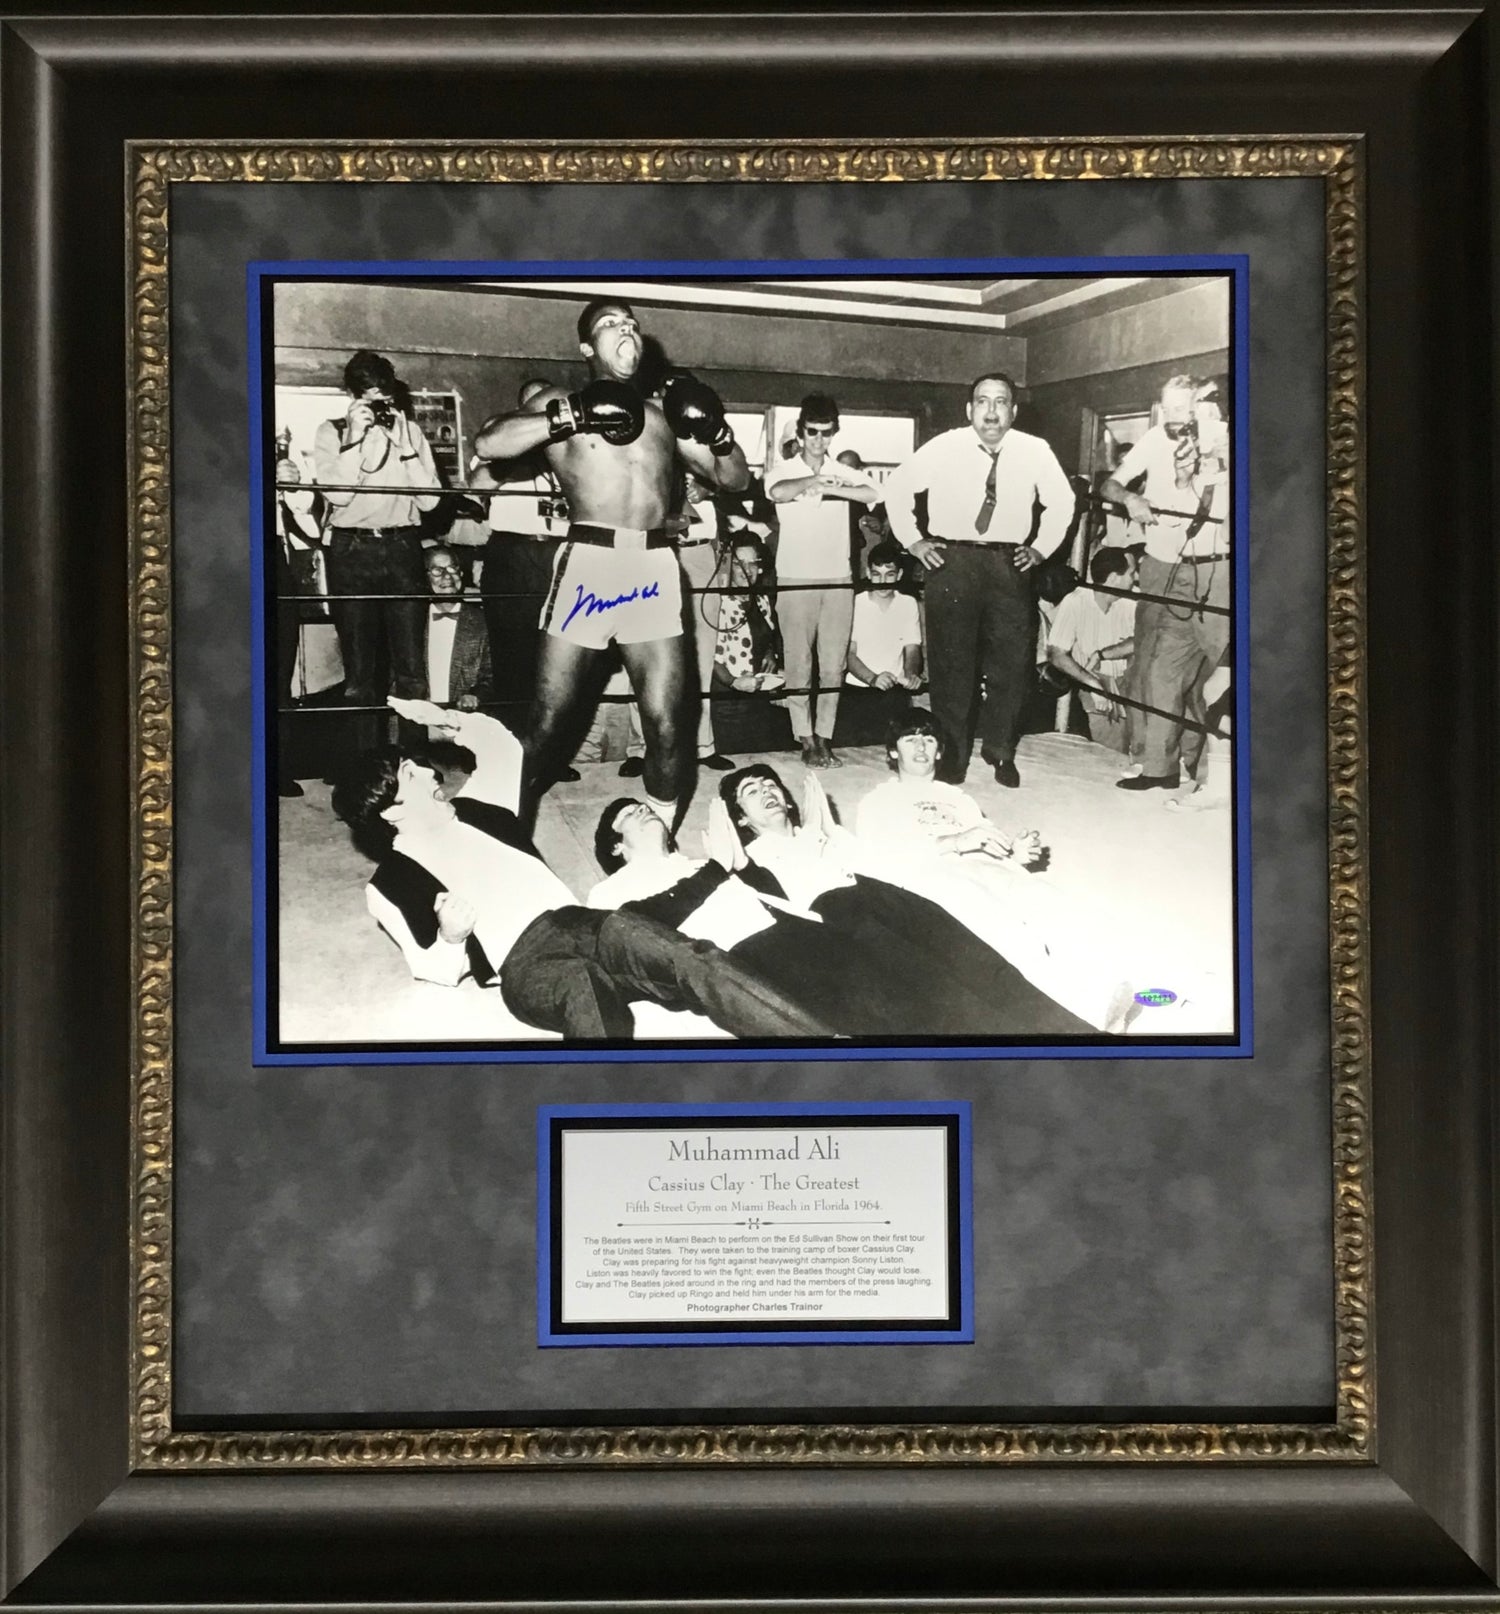 Muhammad Ali
Muhammad Ali
Cassius Clay · The Greatest
Fifth Street Gym on Miami Beach in Florida 1964.
The Beatles were in Miami Beach to perform on the Ed Sullivan Show on their first tour
of the United States. They were taken to the training camp of boxer Cassius Clay.
Clay was preparing for his fight against heavyweight champion Sonny Liston.
Liston was heavily favored to win the fight; even the Beatles thought Clay would lose.
Clay and The Beatles joked around in the ring and had the members of the press laughing.
Clay picked up Ringo and held him under his arm for the media.
Photographer Charles Trainor